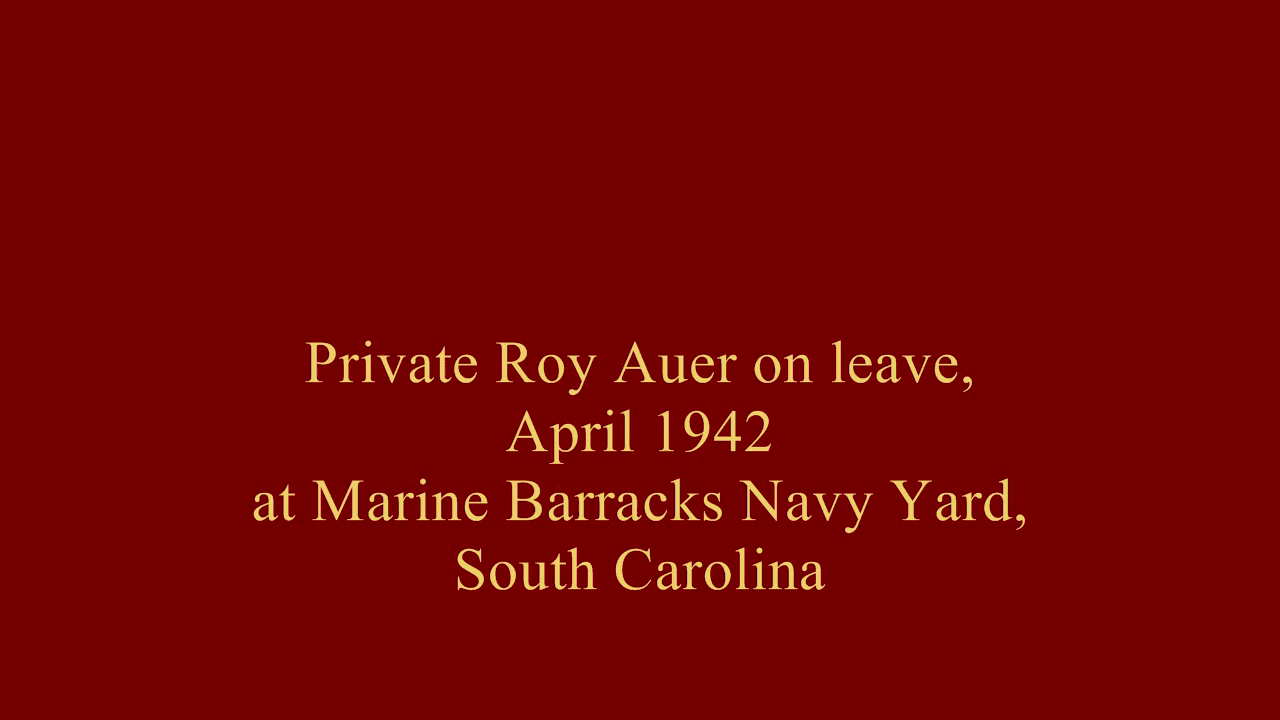 Private Roy Auer on leave,
April 1942
at Marine Barracks Navy Yard,
South Carolina